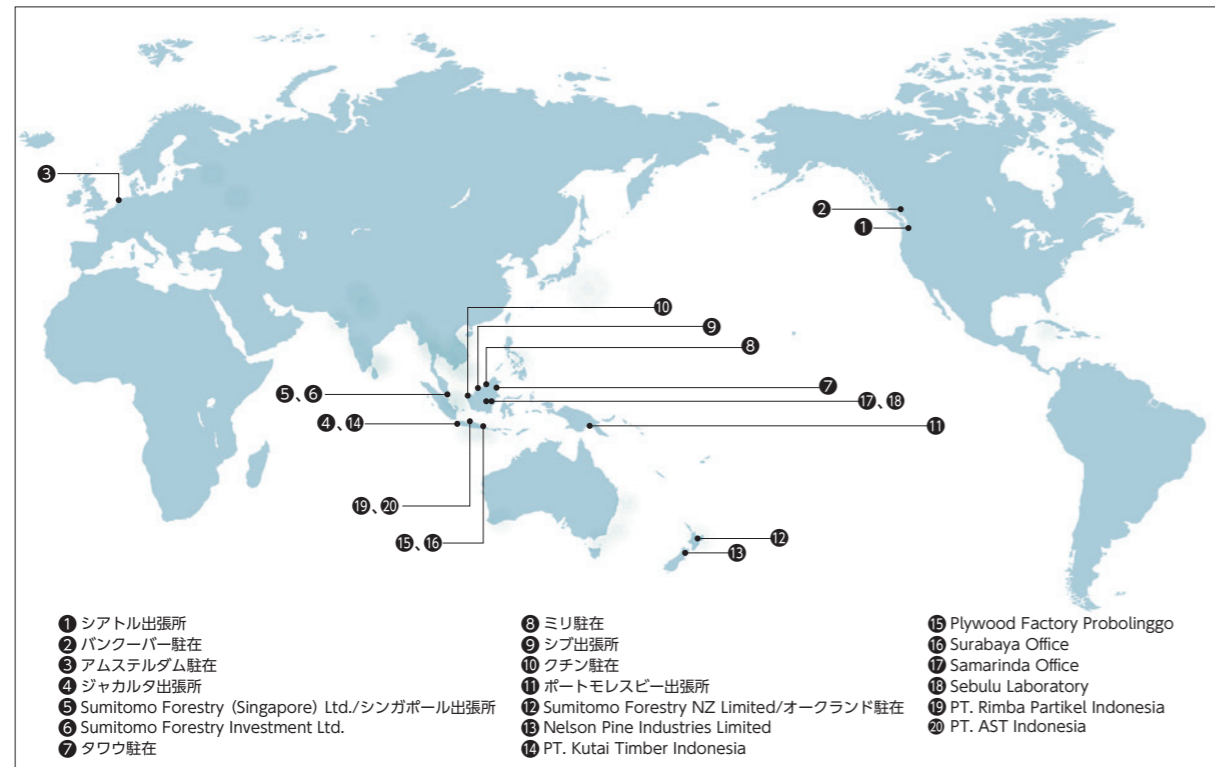 ❸
❷
❶
❿
❾
❽
❺、❻
❼
⓱、⓲
❹、⓮
⓫
⓳、⓴
⓯、⓰
⓬
⓭
❶ シアトル出張所
❷ バンクーバー駐在
❸ アムステルダム駐在
❹ ジャカルタ出張所
❺ Sumitomo Forestry (Singapore) Ltd./シンガポール出張所
❻ Sumitomo Forestry Investment Ltd.
❼ タワウ駐在
❽ ミリ駐在
❾ シブ出張所
❿ クチン駐在
⓫ ポートモレスビー出張所
⓬ Sumitomo Forestry NZ Limited/オークランド駐在
⓭ Nelson Pine Industries Limited
⓮ PT. Kutai Timber Indonesia
⓯ Plywood Factory Probolinggo
⓰ Surabaya Office
⓱ Samarinda Office
⓲ Sebulu Laboratory
⓳ PT. Rimba Partikel Indonesia
⓴ PT. AST Indonesia